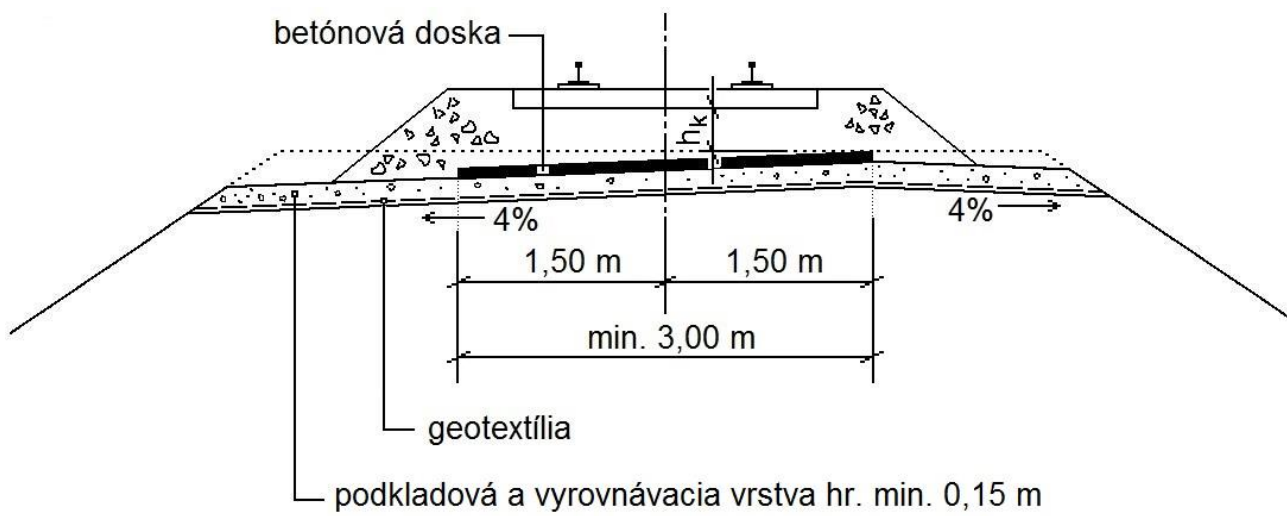 betónová doska
hk
4%
4%
1,50 m
1,50 m
min. 3,00 m
geotextília
podkladová a vyrovnávacia vrstva hr. min. 0,15 m